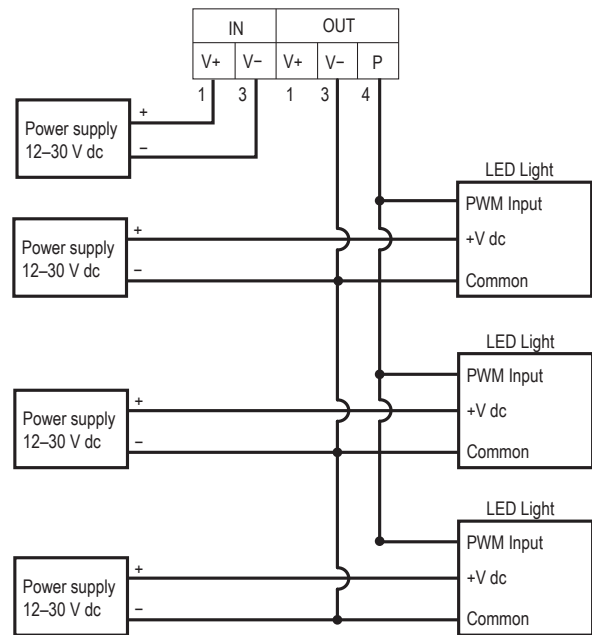 IN OUT
V+ V− V+ V− P
1 3 1 3 4
Power supply
12–30 V dc
+
−
LED Light
Power supply
12–30 V dc
+
−
PWM Input
+V dc
Common
LED Light
Power supply
12–30 V dc
+
−
PWM Input
+V dc
Common
LED Light
Power supply
12–30 V dc
+
−
PWM Input
+V dc
Common